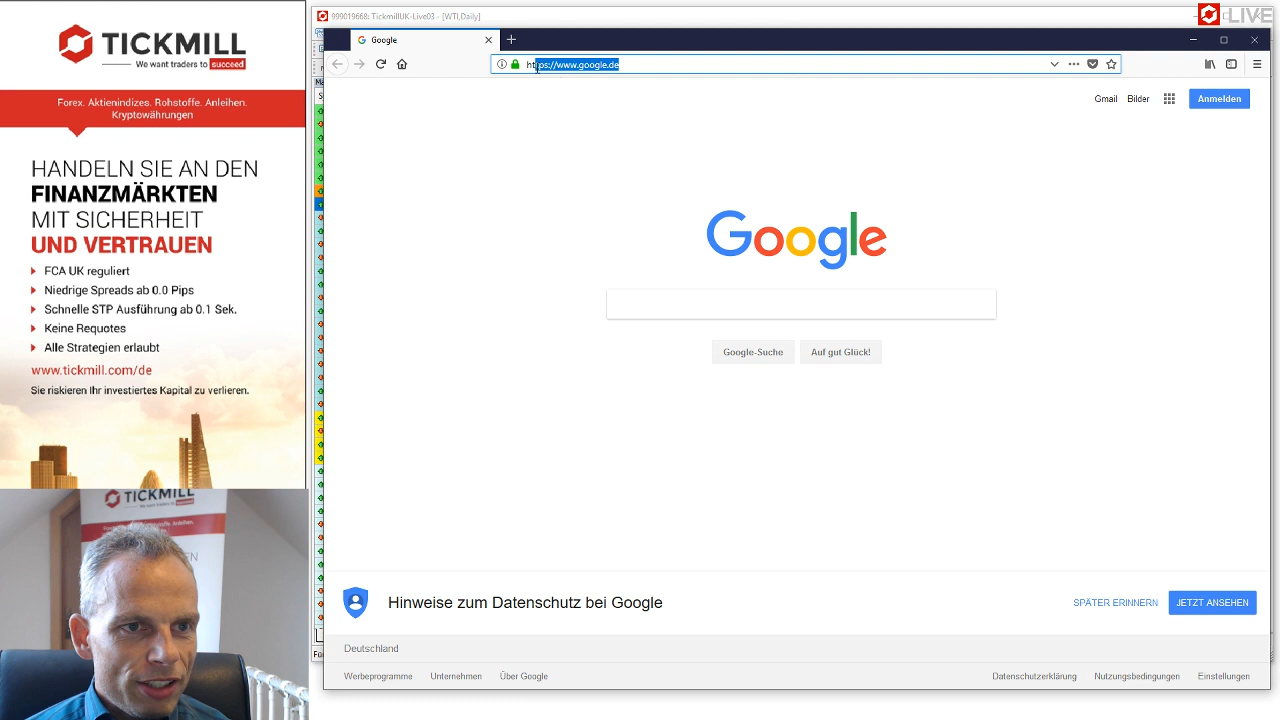 TICKMILL
We want traders to succeed
Forex. Aktienindizes. Rohstoffe. Anleihen.
Kryptowährungen
HANDELN SIE AN DEN
FINANZMÄRKTEN
MIT SICHERHEIT
UND VERTRAUEN
FCA UK reguliert
Niedrige Spreads ab 0.0 Pips
Schnelle STP Ausführung ab 0.1 Sek.
Keine Requotes
Alle Strategien erlaubt
www.tickmill.com/de
Sie riskieren Ihr investiertes Kapital zu verlieren.
TICKMILL
999019668: TickmillUK-Live03 - [WTI,Daily]
LIVE
Google
https://www.google.de
Gmail Bilder Anmelden
Google
Google-Suche Auf gut Glück!
Hinweise zum Datenschutz bei Google
SPÄTER ERINNERN JETZT ANSEHEN
Deutschland
Werbeprogramme Unternehmen Über Google Datenschutzerklärung Nutzungsbedingungen Einstellungen